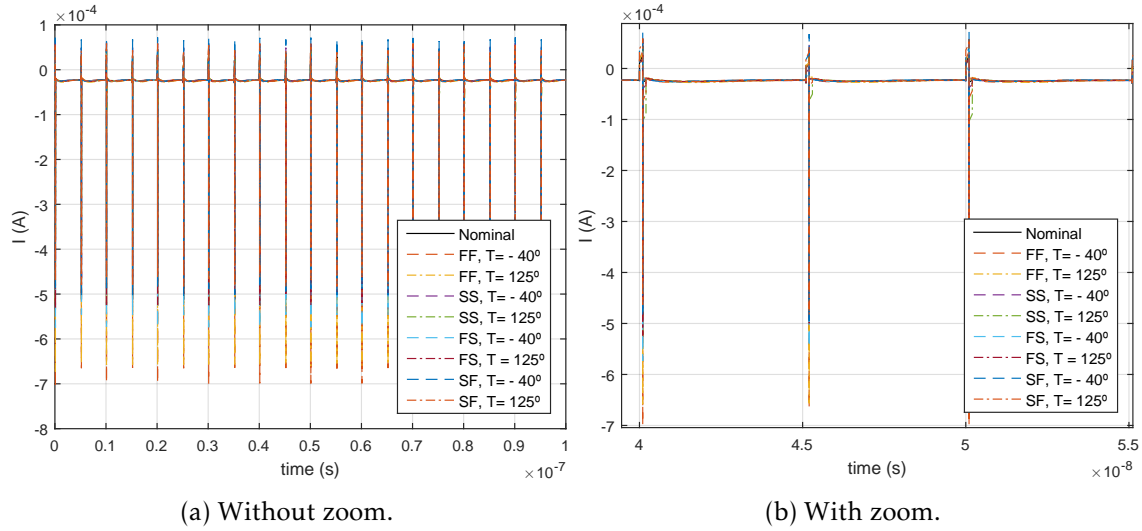 ×10⁻⁴
1
0
-1
-2
-3
-4
-5
-6
-7
-8
I (A)
0 0.1 0.2 0.3 0.4 0.5 0.6 0.7 0.8 0.9 1
time (s)
×10⁻⁷
Nominal
FF, T= - 40º
FF, T= 125º
SS, T= - 40º
SS, T= 125º
FS, T= - 40º
FS, T = 125º
SF, T= - 40º
SF, T= 125º
(a) Without zoom.
×10⁻⁴
0
-1
-2
-3
-4
-5
-6
-7
I (A)
4 4.5 5 5.5
time (s)
×10⁻⁸
Nominal
FF, T= - 40º
FF, T= 125º
SS, T= - 40º
SS, T= 125º
FS, T= - 40º
FS, T = 125º
SF, T= - 40º
SF, T= 125º
(b) With zoom.